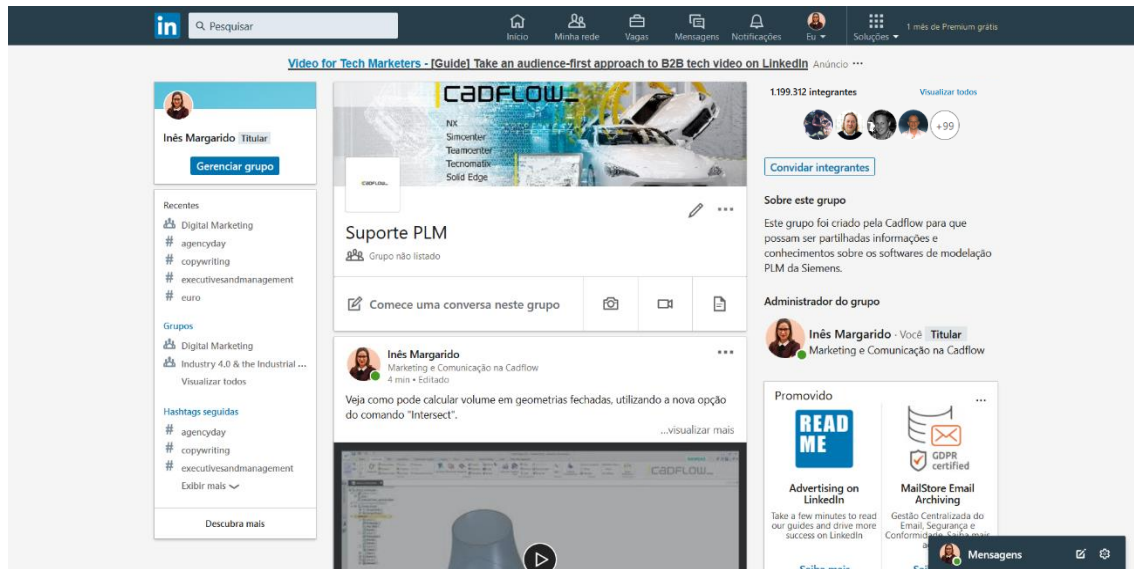 in
Pesquisar
Início
Minha rede
Vagas
Mensagens
Notificações
Eu
Soluções
1 mês de Premium grátis
Video for Tech Marketers - [Guide] Take an audience-first approach to B2B tech video on LinkedIn Anúncio ...
Inês Margarido Titular
Gerenciar grupo
Recentes
Digital Marketing
# agencyday
# copywriting
# executivesandmanagement
# euro
Grupos
Digital Marketing
Industry 4.0 & the Industrial ...
Visualizar todos
Hashtags seguidas
# agencyday
# copywriting
# executivesandmanagement
Exibir mais
Descubra mais
CADFLOW_
NX
Simcenter
Teamcenter
Tecnomatix
Solid Edge
CADFLOW_
Suporte PLM
Grupo não listado
Comece uma conversa neste grupo
Inês Margarido
Marketing e Comunicação na Cadflow
4 min • Editado
Veja como pode calcular volume em geometrias fechadas, utilizando a nova opção
do comando "Intersect".
...visualizar mais
CADFLOW_
1.199.312 integrantes
Visualizar todos
+99
Convidar integrantes
Sobre este grupo
Este grupo foi criado pela Cadflow para que
possam ser partilhadas informações e
conhecimentos sobre os softwares de modelação
PLM da Siemens.
Administrador do grupo
Inês Margarido · Você Titular
Marketing e Comunicação na Cadflow
Promovido
READ
ME
Advertising on
LinkedIn
Take a few minutes to read
our guides and drive more
success on LinkedIn
Saiba mais
GDPR
certified
MailStore Email
Archiving
Gestão Centralizada do
Email, Segurança e
Conformidade. Saiba mais
Mensagens